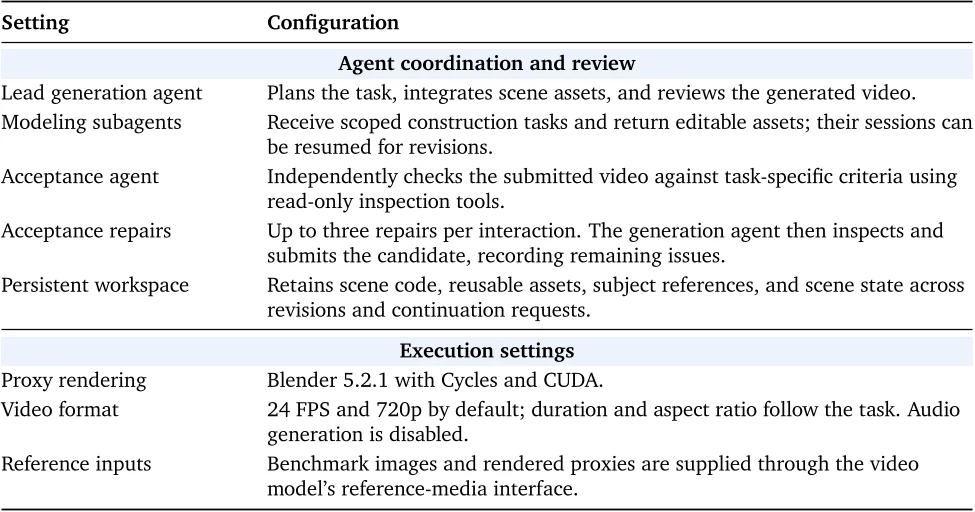 Setting Configuration
Agent coordination and review
Lead generation agent Plans the task, integrates scene assets, and reviews the generated video.
Modeling subagents Receive scoped construction tasks and return editable assets; their sessions can
be resumed for revisions.
Acceptance agent Independently checks the submitted video against task-specific criteria using
read-only inspection tools.
Acceptance repairs Up to three repairs per interaction. The generation agent then inspects and
submits the candidate, recording remaining issues.
Persistent workspace Retains scene code, reusable assets, subject references, and scene state across
revisions and continuation requests.
Execution settings
Proxy rendering Blender 5.2.1 with Cycles and CUDA.
Video format 24 FPS and 720p by default; duration and aspect ratio follow the task. Audio
generation is disabled.
Reference inputs Benchmark images and rendered proxies are supplied through the video
model’s reference-media interface.